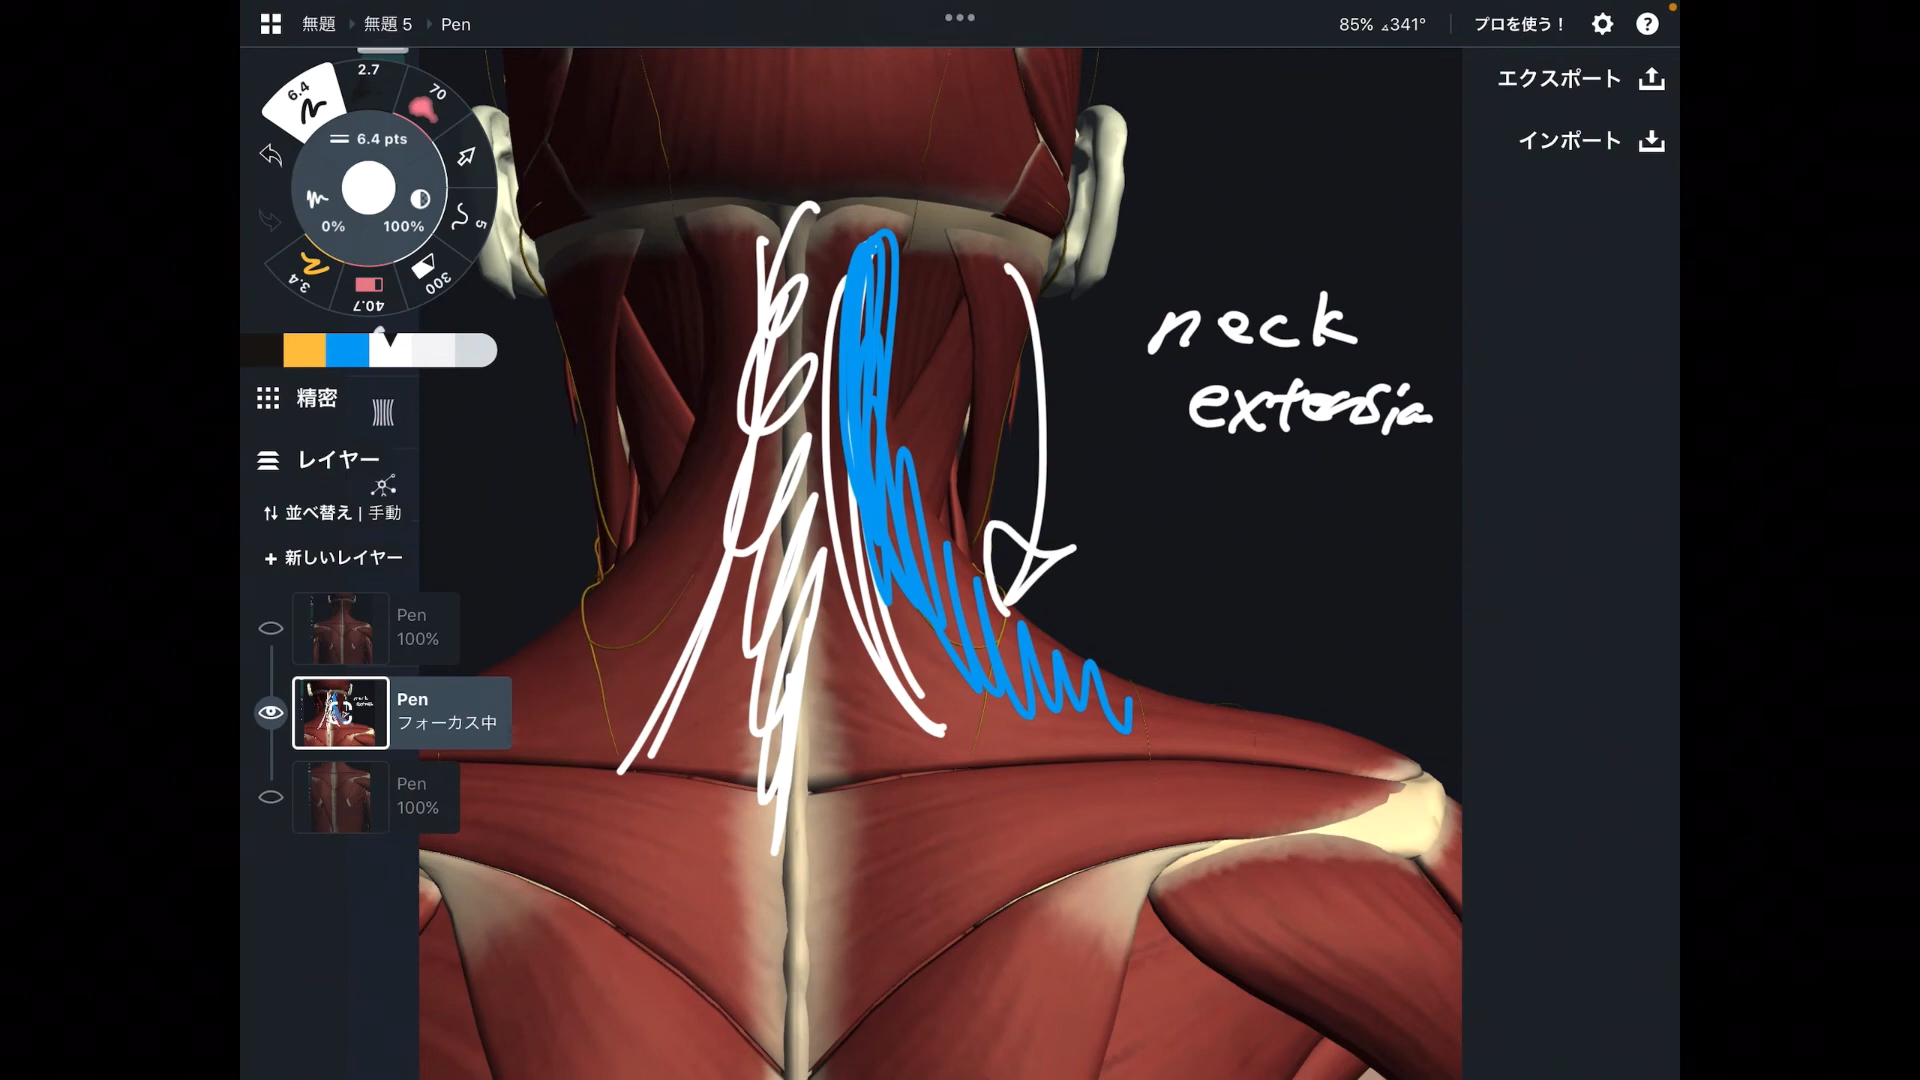 無題 無題 5 Pen
85% ⊿341°
プロを使う！
エクスポート
インポート
2.7
6.4
70
6.4 pts
0% 100%
5
3.4
40.7
300
精密
レイヤー
並べ替え | 手動
+ 新しいレイヤー
Pen
100%
Pen
フォーカス中
Pen
100%
neck
extension